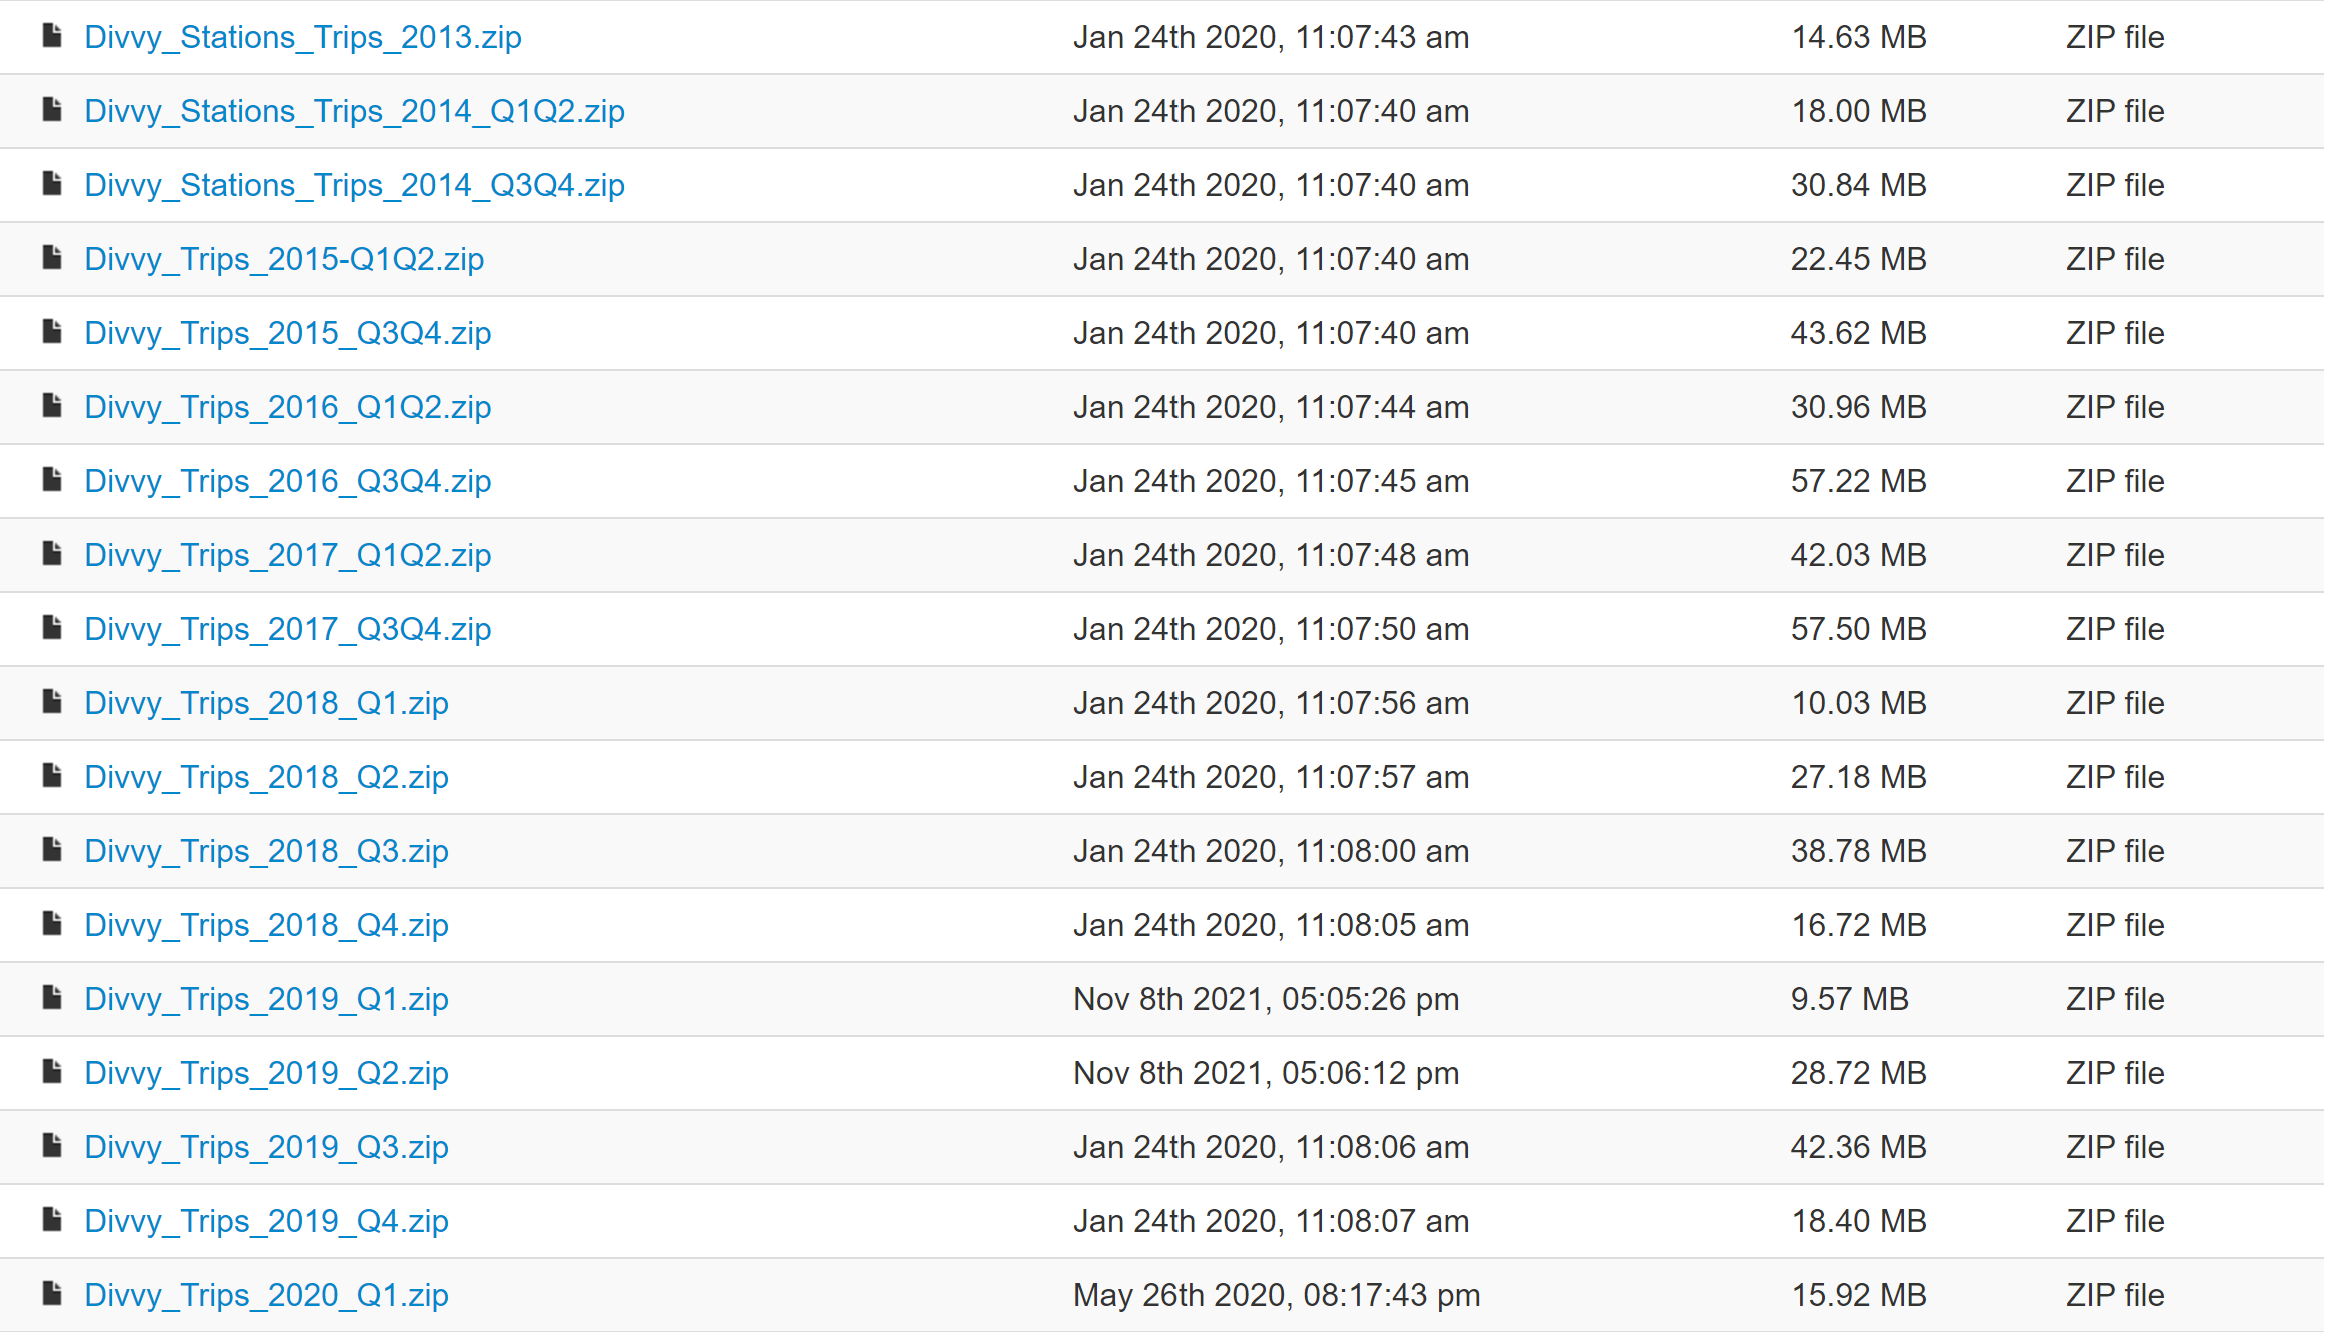 Divvy_Stations_Trips_2013.zip Jan 24th 2020, 11:07:43 am 14.63 MB ZIP file
Divvy_Stations_Trips_2014_Q1Q2.zip Jan 24th 2020, 11:07:40 am 18.00 MB ZIP file
Divvy_Stations_Trips_2014_Q3Q4.zip Jan 24th 2020, 11:07:40 am 30.84 MB ZIP file
Divvy_Trips_2015-Q1Q2.zip Jan 24th 2020, 11:07:40 am 22.45 MB ZIP file
Divvy_Trips_2015_Q3Q4.zip Jan 24th 2020, 11:07:40 am 43.62 MB ZIP file
Divvy_Trips_2016_Q1Q2.zip Jan 24th 2020, 11:07:44 am 30.96 MB ZIP file
Divvy_Trips_2016_Q3Q4.zip Jan 24th 2020, 11:07:45 am 57.22 MB ZIP file
Divvy_Trips_2017_Q1Q2.zip Jan 24th 2020, 11:07:48 am 42.03 MB ZIP file
Divvy_Trips_2017_Q3Q4.zip Jan 24th 2020, 11:07:50 am 57.50 MB ZIP file
Divvy_Trips_2018_Q1.zip Jan 24th 2020, 11:07:56 am 10.03 MB ZIP file
Divvy_Trips_2018_Q2.zip Jan 24th 2020, 11:07:57 am 27.18 MB ZIP file
Divvy_Trips_2018_Q3.zip Jan 24th 2020, 11:08:00 am 38.78 MB ZIP file
Divvy_Trips_2018_Q4.zip Jan 24th 2020, 11:08:05 am 16.72 MB ZIP file
Divvy_Trips_2019_Q1.zip Nov 8th 2021, 05:05:26 pm 9.57 MB ZIP file
Divvy_Trips_2019_Q2.zip Nov 8th 2021, 05:06:12 pm 28.72 MB ZIP file
Divvy_Trips_2019_Q3.zip Jan 24th 2020, 11:08:06 am 42.36 MB ZIP file
Divvy_Trips_2019_Q4.zip Jan 24th 2020, 11:08:07 am 18.40 MB ZIP file
Divvy_Trips_2020_Q1.zip May 26th 2020, 08:17:43 pm 15.92 MB ZIP file